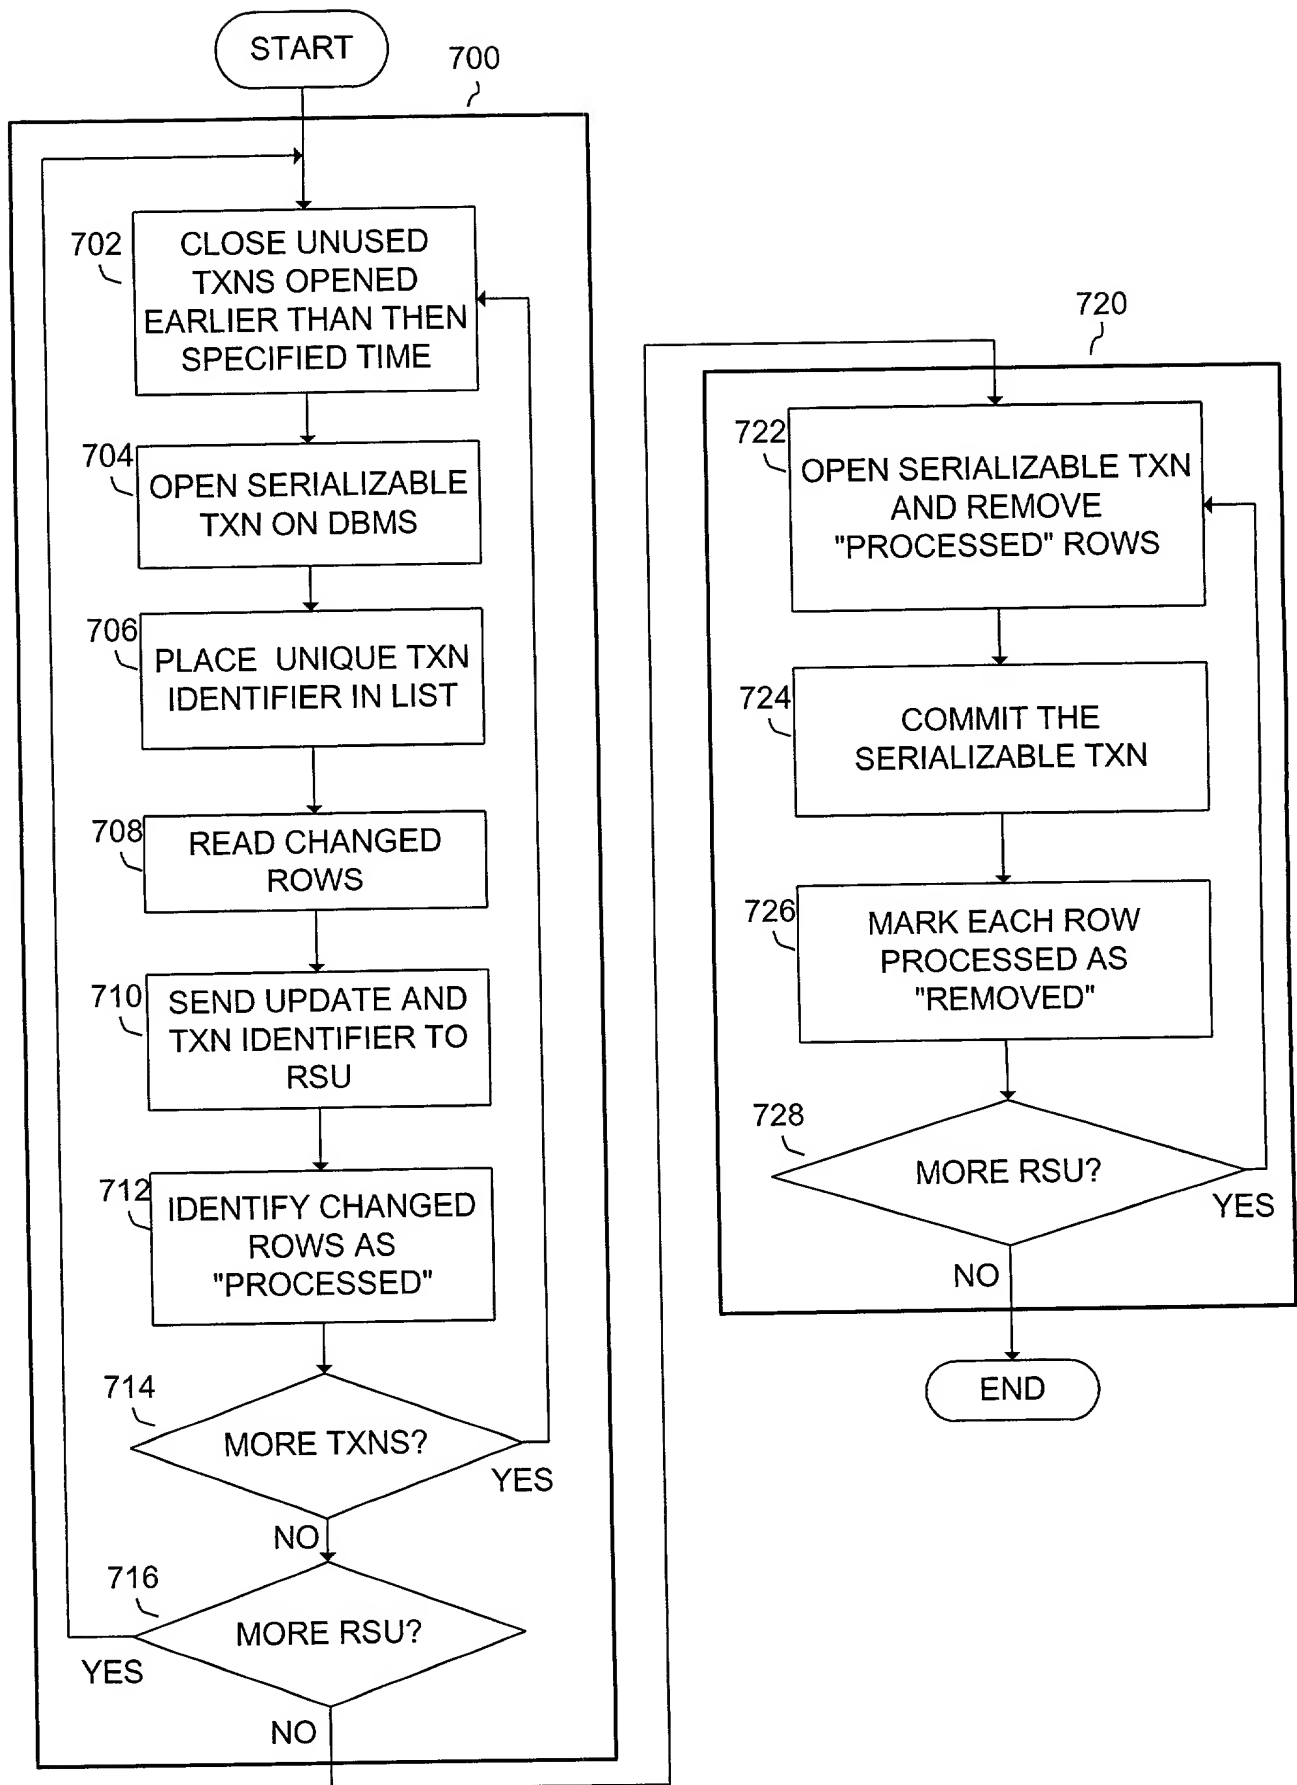 START
700
702
CLOSE UNUSED
TXNS OPENED
EARLIER THAN THEN
SPECIFIED TIME
704
OPEN SERIALIZABLE
TXN ON DBMS
706
PLACE UNIQUE TXN
IDENTIFIER IN LIST
708
READ CHANGED
ROWS
710
SEND UPDATE AND
TXN IDENTIFIER TO
RSU
712
IDENTIFY CHANGED
ROWS AS
"PROCESSED"
714
MORE TXNS?
YES
NO
716
MORE RSU?
YES
NO
720
722
OPEN SERIALIZABLE TXN
AND REMOVE
"PROCESSED" ROWS
724
COMMIT THE
SERIALIZABLE TXN
726
MARK EACH ROW
PROCESSED AS
"REMOVED"
728
MORE RSU?
YES
NO
END